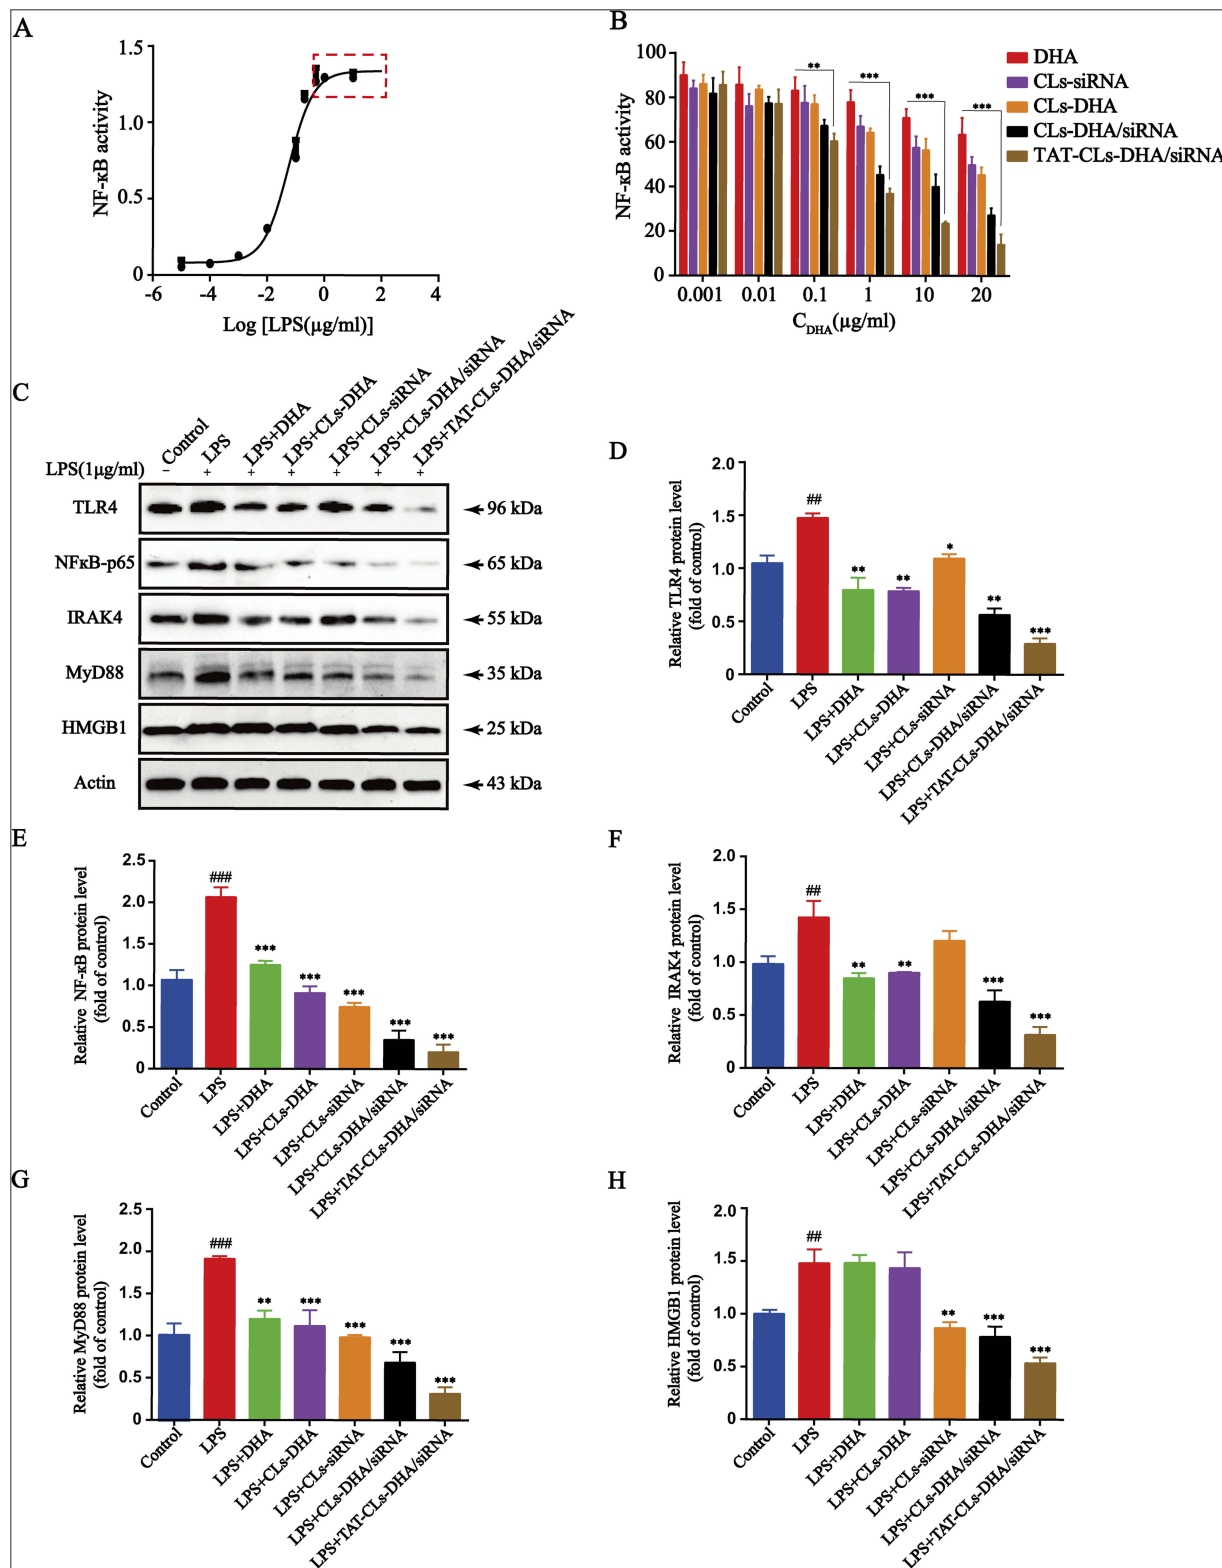 A
NF-κB activity
1.5
1.0
0.5
0
-6 -4 -2 0 2 4
Log [LPS(μg/ml)]
B
NF-κB activity
100
80
60
40
20
0
** *** *** ***
0.001 0.01 0.1 1 10 20
C_DHA(μg/ml)
DHA
CLs-siRNA
CLs-DHA
CLs-DHA/siRNA
TAT-CLs-DHA/siRNA
C
Control
LPS
LPS+DHA
LPS+CLs-DHA
LPS+CLs-siRNA
LPS+CLs-DHA/siRNA
LPS+TAT-CLs-DHA/siRNA
LPS(1μg/ml) - + + + + + +
TLR4 96 kDa
NFκB-p65 65 kDa
IRAK4 55 kDa
MyD88 35 kDa
HMGB1 25 kDa
Actin 43 kDa
D
Relative TLR4 protein level
(fold of control)
2.0
1.5
1.0
0.5
0
## ** ** * ** ***
Control
LPS
LPS+DHA
LPS+CLs-DHA
LPS+CLs-siRNA
LPS+CLs-DHA/siRNA
LPS+TAT-CLs-DHA/siRNA
E
Relative NF-κB protein level
(fold of control)
2.5
2.0
1.5
1.0
0.5
0
### *** *** *** *** ***
Control
LPS
LPS+DHA
LPS+CLs-DHA
LPS+CLs-siRNA
LPS+CLs-DHA/siRNA
LPS+TAT-CLs-DHA/siRNA
F
Relative IRAK4 protein level
(fold of control)
2.0
1.5
1.0
0.5
0
## ** ** *** ***
Control
LPS
LPS+DHA
LPS+CLs-DHA
LPS+CLs-siRNA
LPS+CLs-DHA/siRNA
LPS+TAT-CLs-DHA/siRNA
G
Relative MyD88 protein level
(fold of control)
2.5
2.0
1.5
1.0
0.5
0
### ** *** *** *** ***
Control
LPS
LPS+DHA
LPS+CLs-DHA
LPS+CLs-siRNA
LPS+CLs-DHA/siRNA
LPS+TAT-CLs-DHA/siRNA
H
Relative HMGB1 protein level
(fold of control)
2.0
1.5
1.0
0.5
0
## ** *** ***
Control
LPS
LPS+DHA
LPS+CLs-DHA
LPS+CLs-siRNA
LPS+CLs-DHA/siRNA
LPS+TAT-CLs-DHA/siRNA